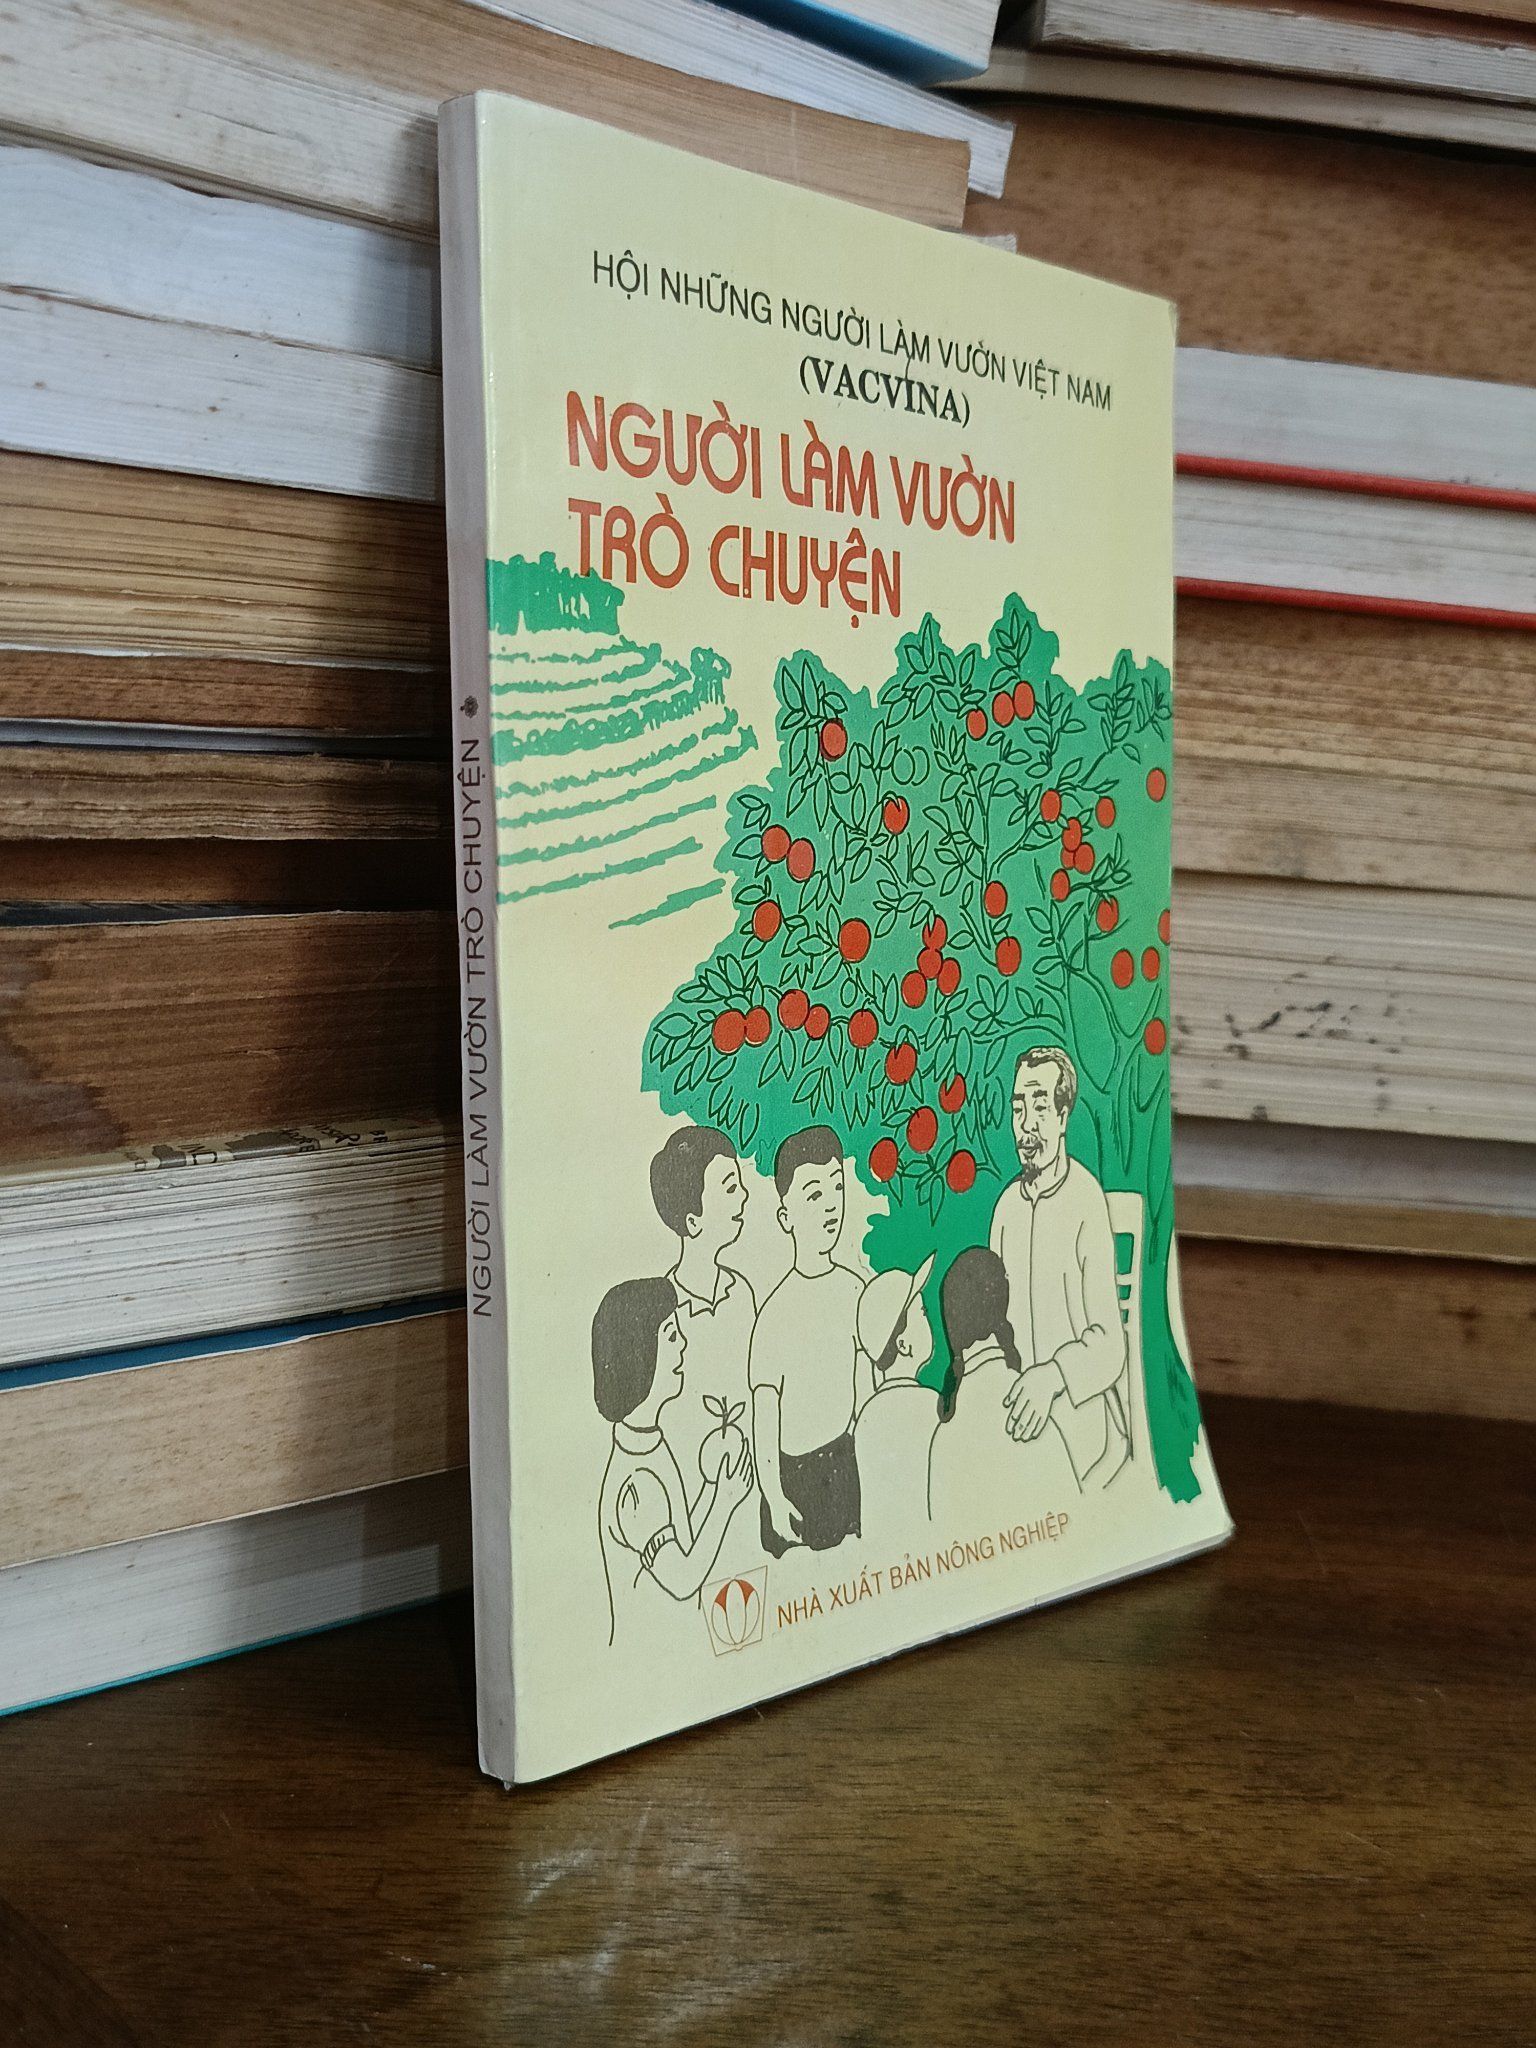 HỘI NHỮNG NGƯỜI LÀM VƯỜN VIỆT NAM
(VACVINA)
NGƯỜI LÀM VƯỜN
TRÒ CHUYỆN
NHÀ XUẤT BẢN NÔNG NGHIỆP
NGƯỜI LÀM VƯỜN TRÒ CHUYỆN